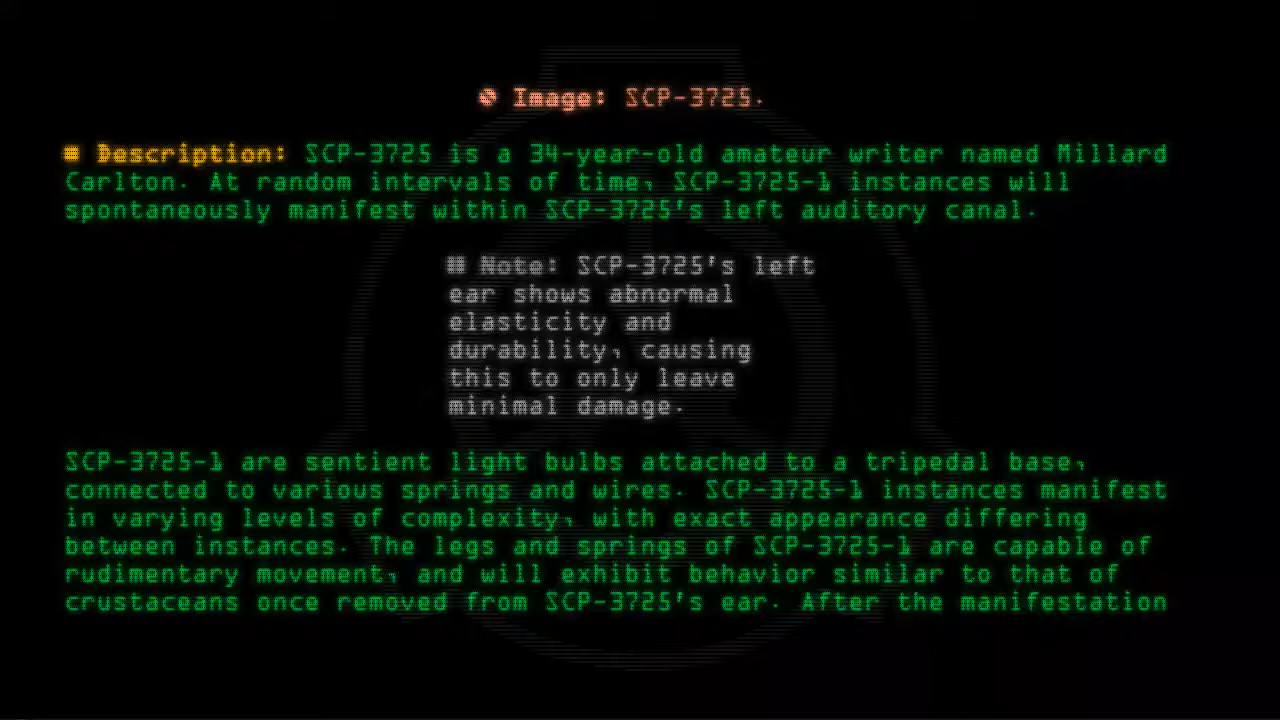 Image: SCP-3725.
Description: SCP-3725 is a 34-year-old amateur writer named Millard
Carlton. At random intervals of time, SCP-3725-1 instances will
spontaneously manifest within SCP-3725's left auditory canal.
Note: SCP-3725's left
ear shows abnormal
elasticity and
durability, causing
this to only leave
minimal damage.
SCP-3725-1 are sentient light bulbs attached to a tripedal base,
connected to various springs and wires. SCP-3725-1 instances manifest
in varying levels of complexity, with exact appearance differing
between instances. The legs and springs of SCP-3725-1 are capable of
rudimentary movement, and will exhibit behavior similar to that of
crustaceans once removed from SCP-3725's ear. After the manifestation